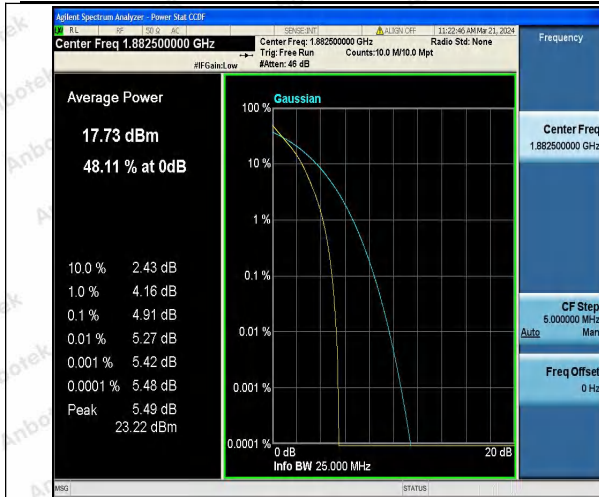 Agilent Spectrum Analyzer - Power Stat CCDF
RL RF 50 Ω AC SENSE:INT ALIGN OFF 11:22:46 AM Mar 21, 2024
Center Freq 1.882500000 GHz
Center Freq: 1.882500000 GHz Radio Std: None
Trig: Free Run Counts:10.0 M/10.0 Mpt
#IFGain:Low #Atten: 46 dB
Frequency
Average Power
17.73 dBm
48.11 % at 0dB
10.0 % 2.43 dB
1.0 % 4.16 dB
0.1 % 4.91 dB
0.01 % 5.27 dB
0.001 % 5.42 dB
0.0001 % 5.48 dB
Peak 5.49 dB
23.22 dBm
Gaussian
100 %
10 %
1 %
0.1 %
0.01 %
0.001 %
0.0001 %
0 dB 20 dB
Info BW 25.000 MHz
Center Freq
1.882500000 GHz
CF Step
5.000000 MHz
Auto Man
Freq Offset
0 Hz
MSG STATUS